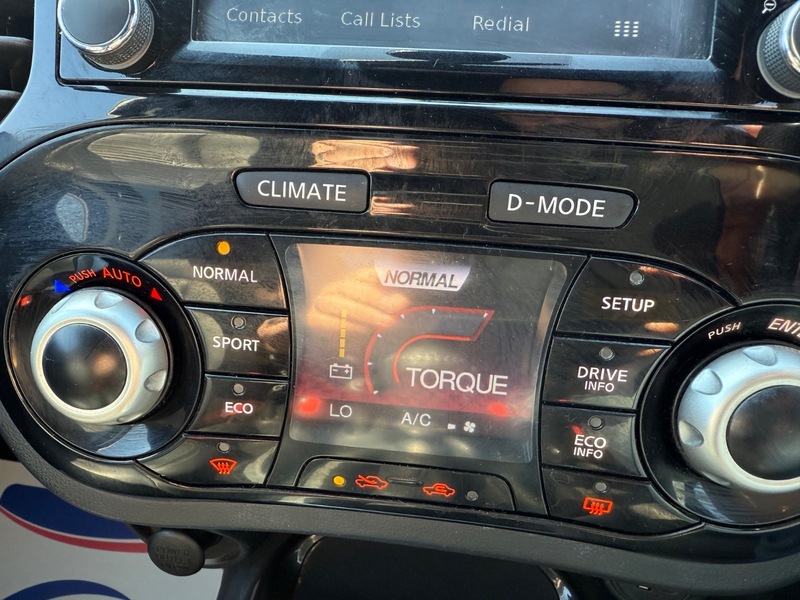 Contacts Call Lists Redial
CLIMATE D-MODE
PUSH AUTO
NORMAL
SPORT
ECO
NORMAL
TORQUE
LO A/C
SETUP
DRIVE
INFO
ECO
INFO
PUSH